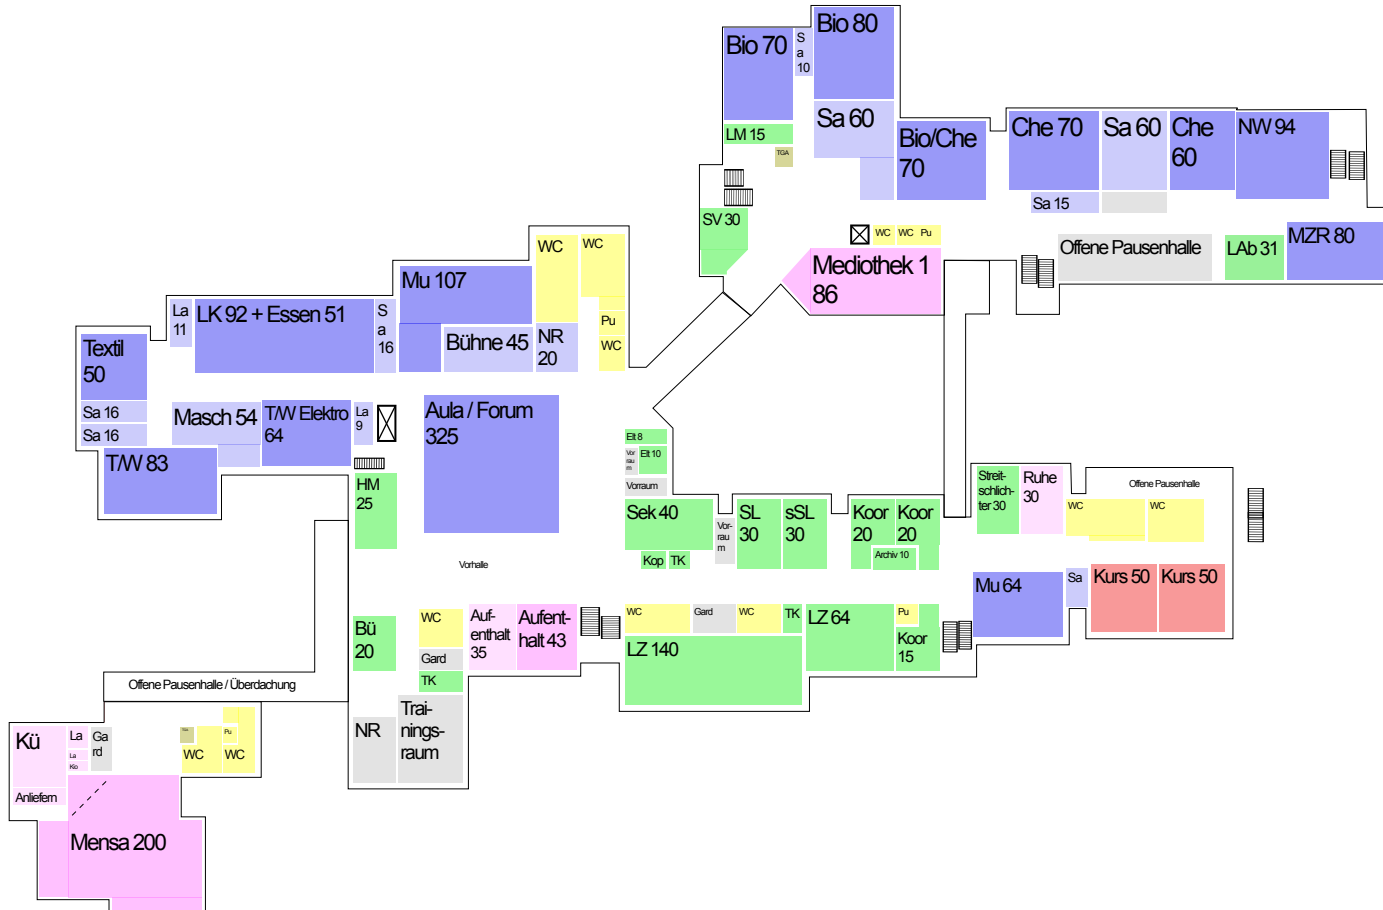 Bio 70
S
a
10
Bio 80
LM 15
TGA
Sa 60
Bio/Che
70
Che 70
Sa 60
Che
60
NW 94
Sa 15
SV 30
WC
WC
Pu
Mediothek 1
86
Offene Pausenhalle
LAb 31
MZR 80
WC
WC
Mu 107
La
11
LK 92 + Essen 51
S
a
16
Bühne 45
NR
20
Pu
WC
Textil
50
Sa 16
Sa 16
Masch 54
T/W Elektro
64
La
9
Aula / Forum
325
T/W 83
HM
25
Elt 8
Vor
rau
m
Elt 10
Vorraum
Sek 40
Vor-
rau
m
SL
30
sSL
30
Koor
20
Koor
20
Archiv 10
Kop
TK
Streit-
schlich-
ter 30
Ruhe
30
Offene Pausenhalle
WC
WC
Vorhalle
Mu 64
Sa
Kurs 50
Kurs 50
Bü
20
WC
Gard
TK
Auf-
enthalt
35
Aufent-
halt 43
WC
Gard
WC
TK
LZ 64
Pu
Koor
15
LZ 140
Offene Pausenhalle / Überdachung
NR
Trai-
nings-
raum
Kü
La
La
Kio
Ga
rd
Pu
WC
WC
Anliefern
Mensa 200